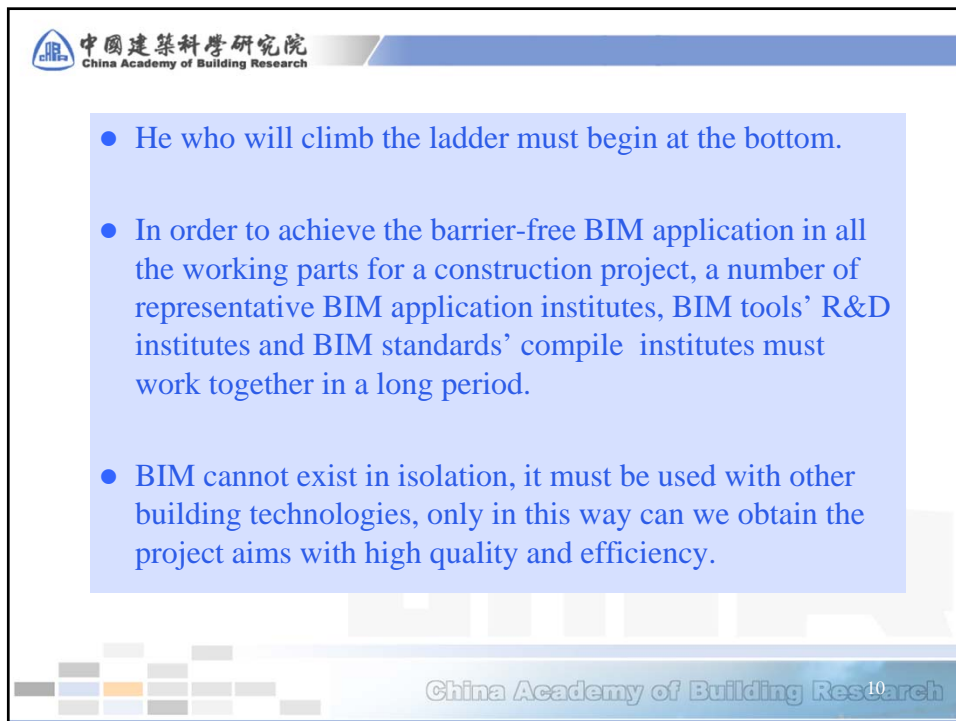 中國建築科學研究院
China Academy of Building Research
● He who will climb the ladder must begin at the bottom.
● In order to achieve the barrier-free BIM application in all
the working parts for a construction project, a number of
representative BIM application institutes, BIM tools’ R&D
institutes and BIM standards’ compile institutes must
work together in a long period.
● BIM cannot exist in isolation, it must be used with other
building technologies, only in this way can we obtain the
project aims with high quality and efficiency.
China Academy of Building Research
10